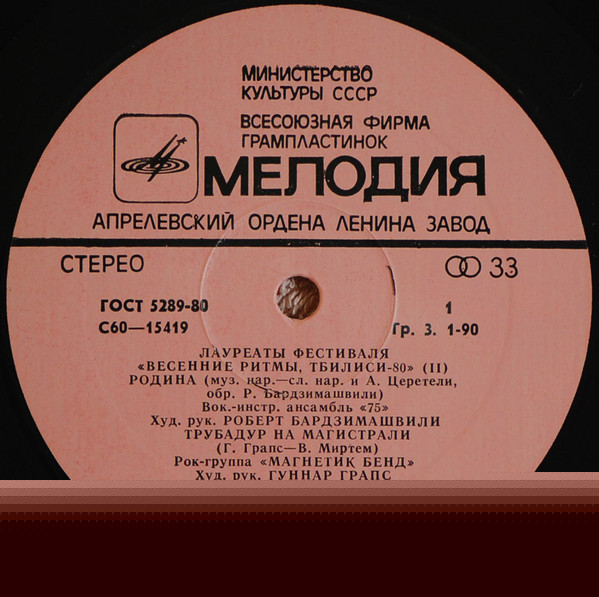 МИНИСТЕРСТВО
КУЛЬТУРЫ СССР
ВСЕСОЮЗНАЯ ФИРМА
ГРАМПЛАСТИНОК
МЕЛОДИЯ
АПРЕЛЕВСКИЙ ОРДЕНА ЛЕНИНА ЗАВОД
СТЕРЕО 33
ГОСТ 5289-80 1
С60—15419 Гр. 3. 1-90
ЛАУРЕАТЫ ФЕСТИВАЛЯ
«ВЕСЕННИЕ РИТМЫ, ТБИЛИСИ-80» (II)
РОДИНА (муз. нар.—сл. нар. и А. Церетели,
обр. Р. Бардзимашвили)
Вок.-инстр. ансамбль «75»
Худ. рук. РОБЕРТ БАРДЗИМАШВИЛИ
ТРУБАДУР НА МАГИСТРАЛИ
(Г. Грапс—В. Миртем)
Рок-группа «МАГНЕТИК БЕНД»
Худ. рук. ГУННАР ГРАПС